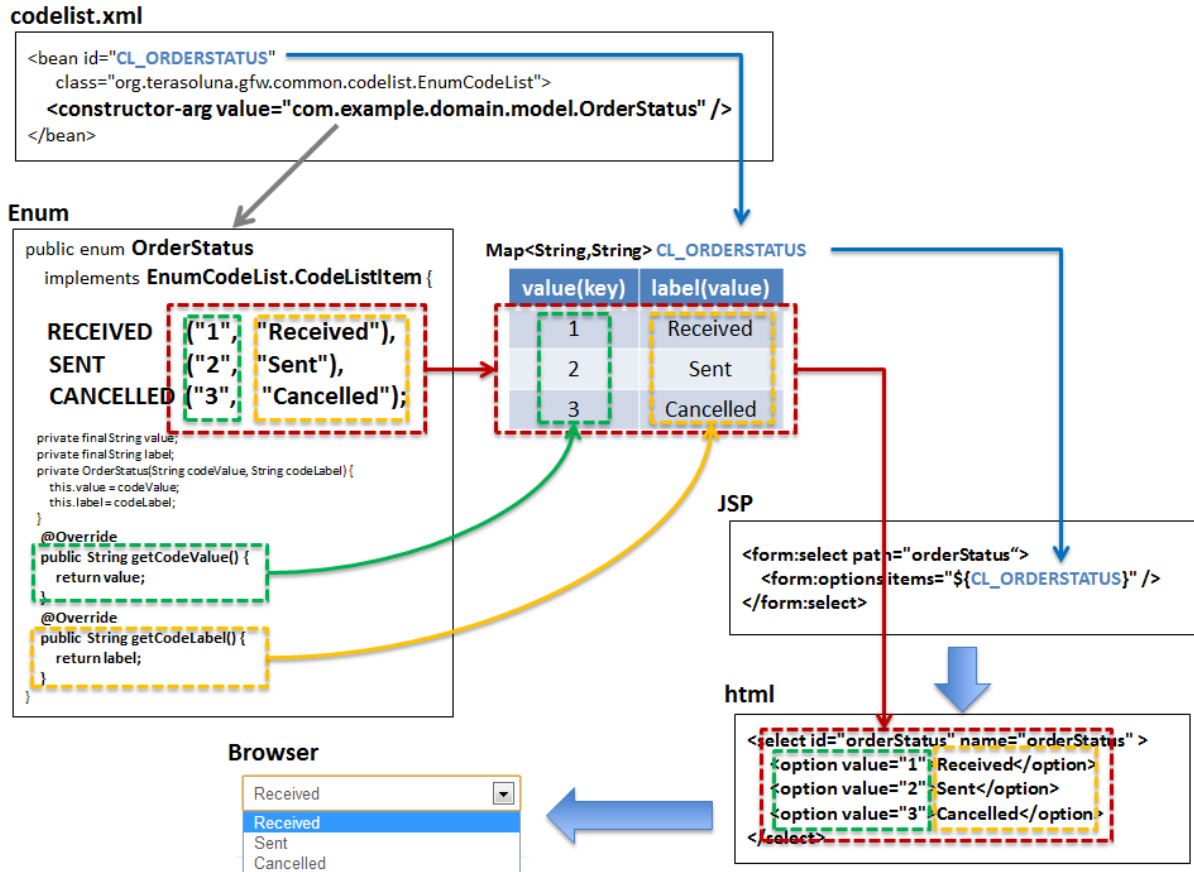 codelist.xml
<bean id="CL_ORDERSTATUS"
class="org.terasoluna.gfw.common.codelist.EnumCodeList">
<constructor-arg value="com.example.domain.model.OrderStatus" />
</bean>
Enum
public enum OrderStatus
implements EnumCodeList.CodeListItem {
RECEIVED ("1", "Received"),
SENT ("2", "Sent"),
CANCELLED ("3", "Cancelled");
private final String value;
private final String label;
private OrderStatus(String codeValue, String codeLabel) {
this.value = codeValue;
this.label = codeLabel;
}
@Override
public String getCodeValue() {
return value;
}
@Override
public String getCodeLabel() {
return label;
}
}
Map<String,String> CL_ORDERSTATUS
value(key) label(value)
1 Received
2 Sent
3 Cancelled
JSP
<form:select path="orderStatus“>
<form:options items="${CL_ORDERSTATUS}" />
</form:select>
html
<select id="orderStatus" name="orderStatus" >
<option value="1">Received</option>
<option value="2">Sent</option>
<option value="3">Cancelled</option>
</select>
Browser
Received
Received
Sent
Cancelled